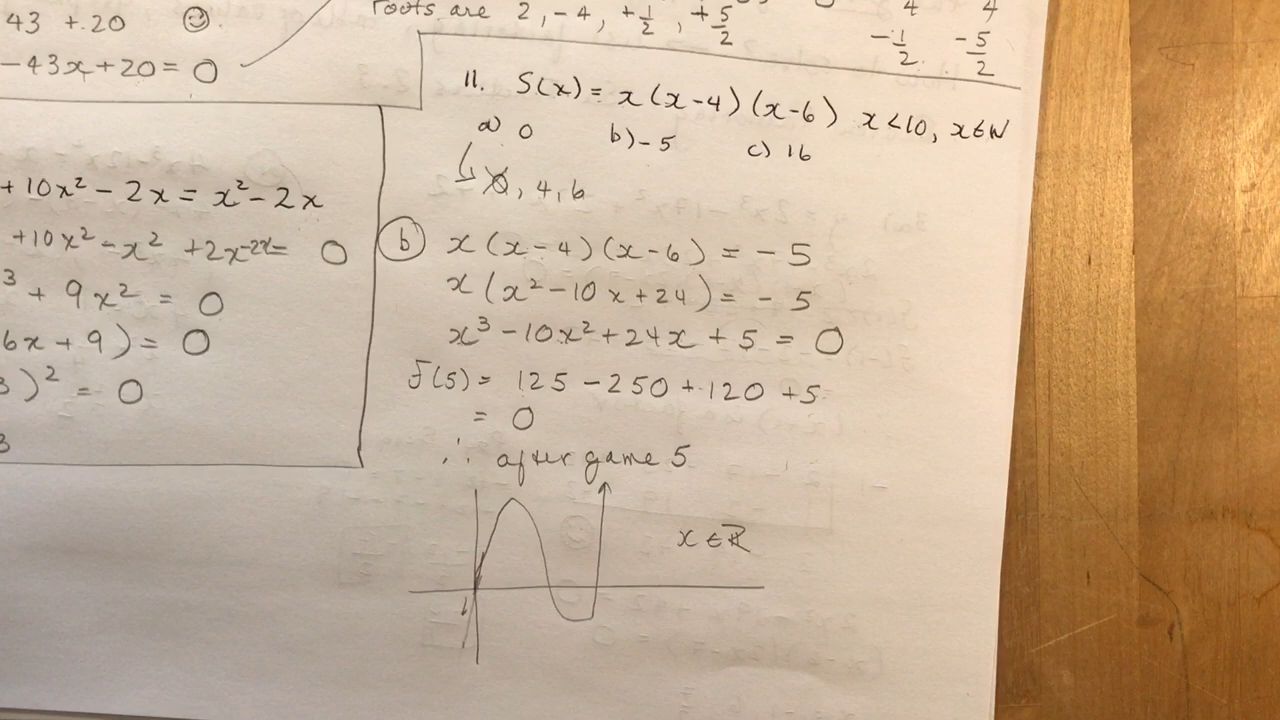 43 + 20
-43x+20 = 0
roots are 2, -4, +1/2, +5/2
4 4
-1/2 -5/2
11. S(x) = x(x-4)(x-6) x<10, x∈W
a) 0 b) -5 c) 16
↳ 0, 4, 6
+10x² - 2x = x² - 2x
+10x² - x² +2x-2x = 0
3 + 9x² = 0
6x + 9) = 0
3)² = 0
3
b x(x-4)(x-6) = -5
x(x²-10x+24) = -5
x³ -10x² +24x + 5 = 0
f(5) = 125 - 250 + 120 + 5
= 0
∴ after game 5
x ∈ ℝ